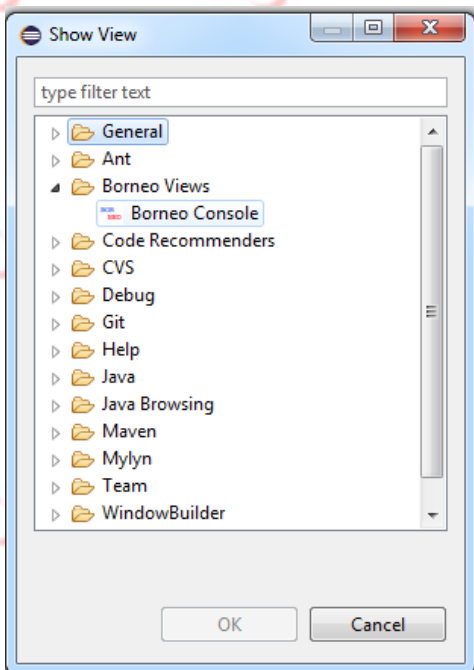 Show View
type filter text
General
Ant
Borneo Views
Borneo Console
Code Recommenders
CVS
Debug
Git
Help
Java
Java Browsing
Maven
Mylyn
Team
WindowBuilder
OK
Cancel